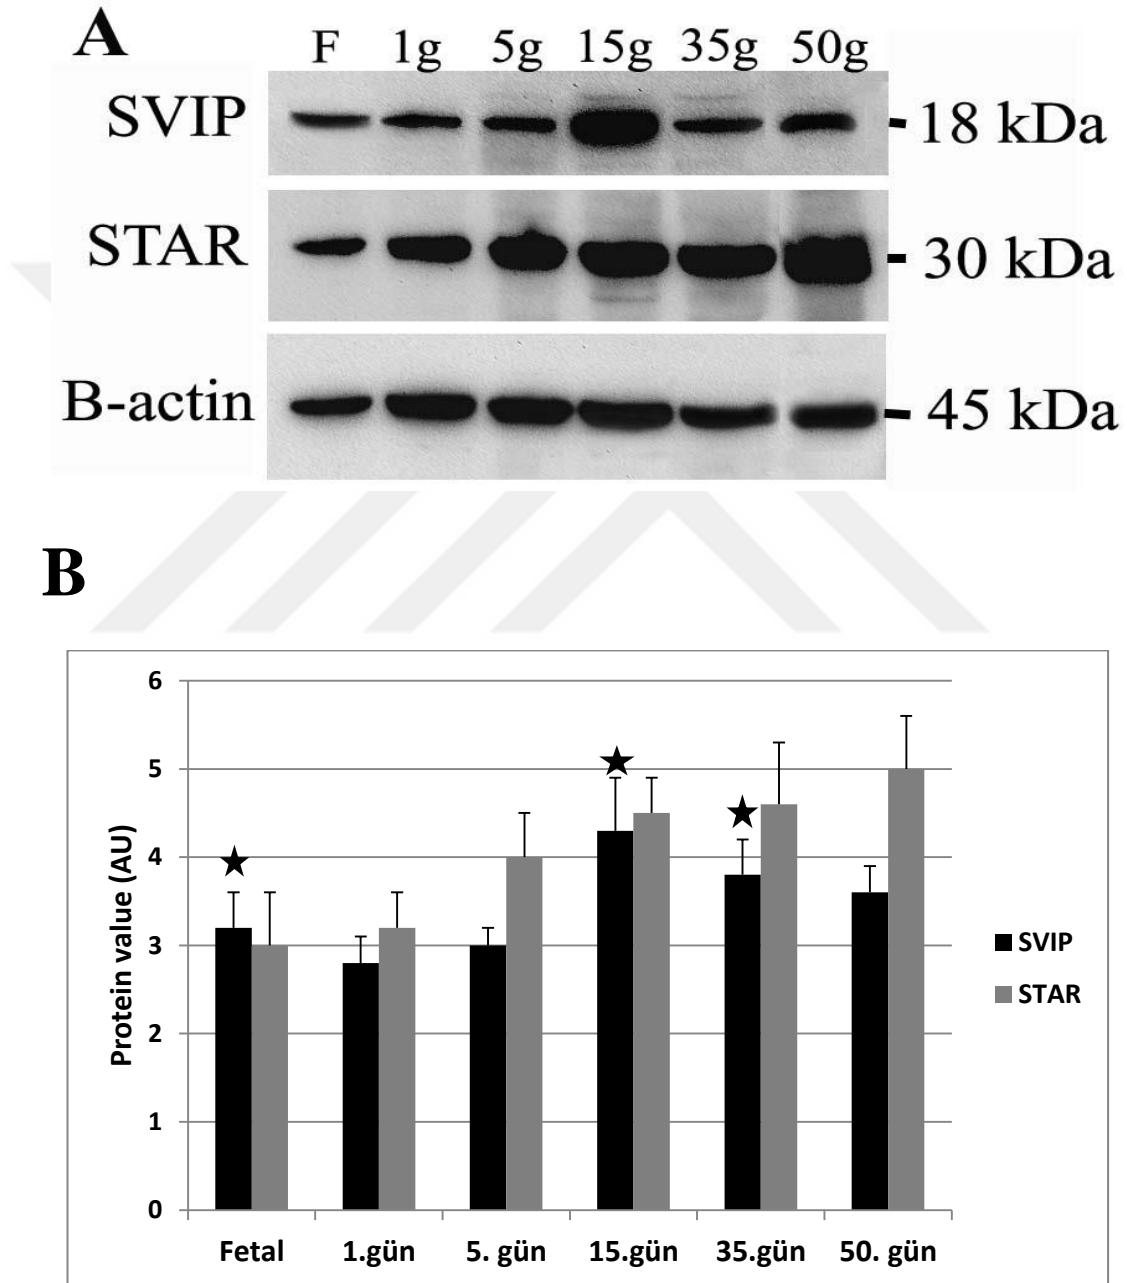 A
F 1g 5g 15g 35g 50g
SVIP 18 kDa
STAR 30 kDa
B-actin 45 kDa
B
6
5
4
3
2
1
0
Protein value (AU)
Fetal 1.gün 5. gün 15.gün 35.gün 50. gün
SVIP
STAR